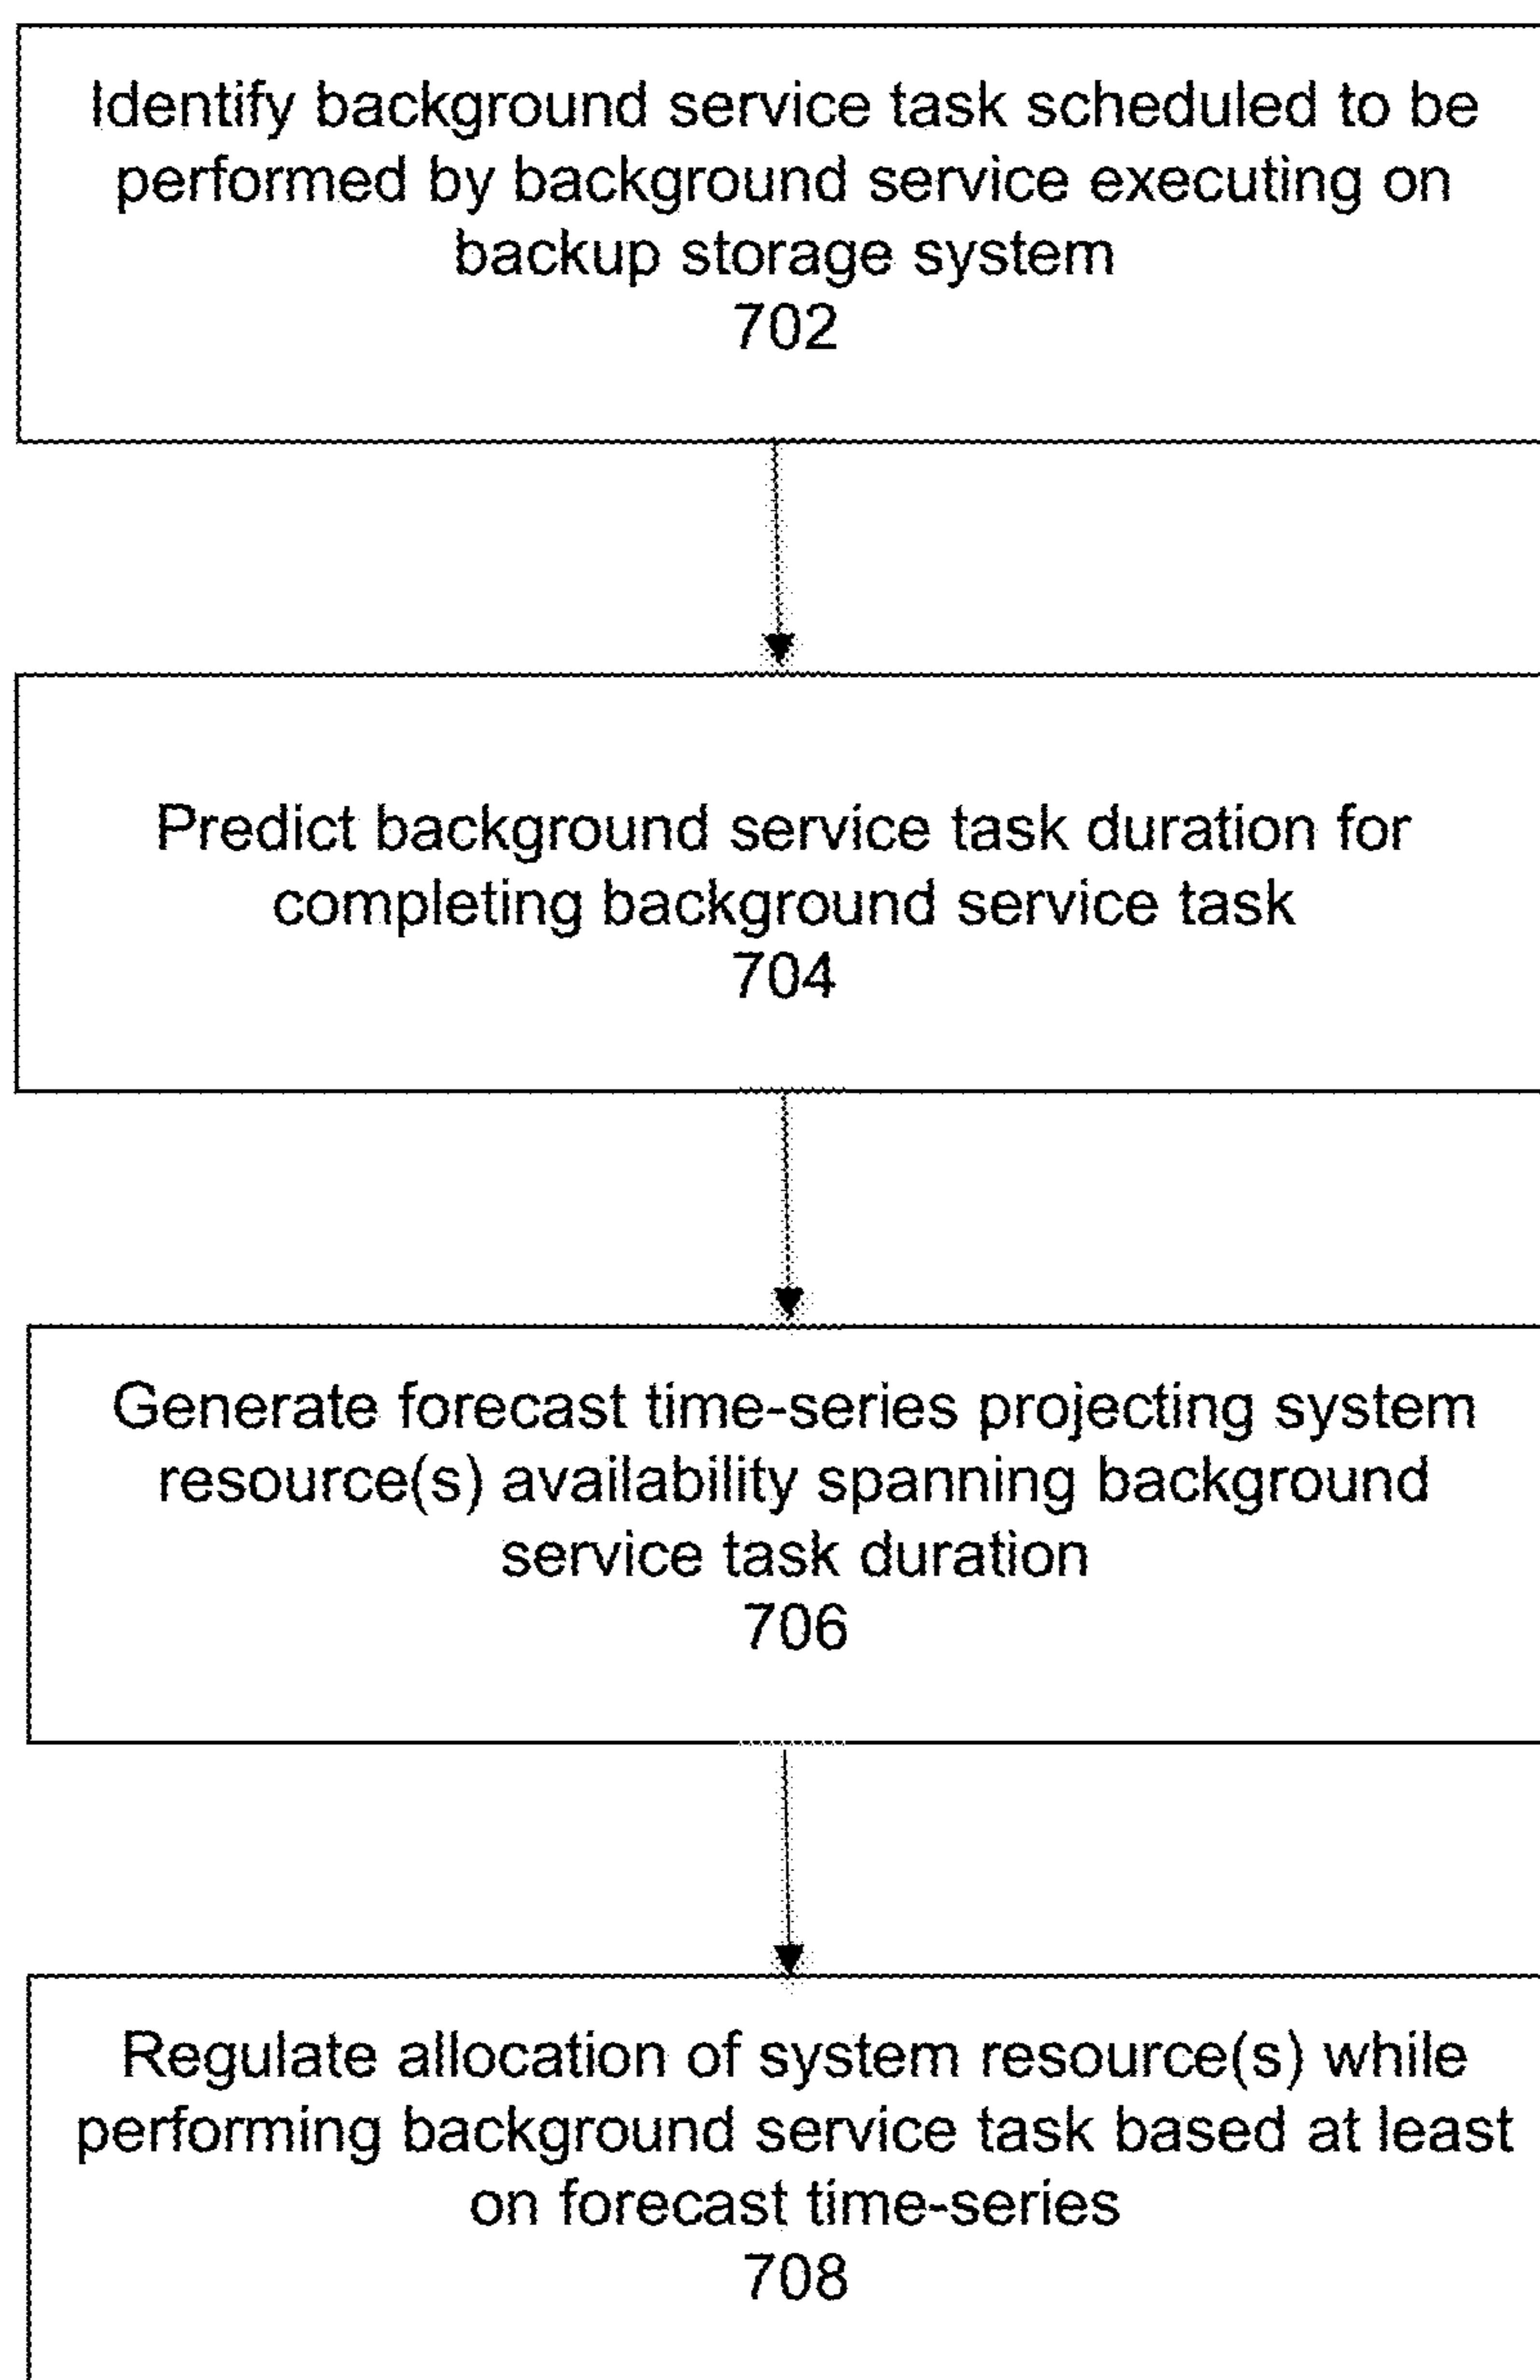 Identify background service task scheduled to be
performed by background service executing on
backup storage system
702
Predict background service task duration for
completing background service task
704
Generate forecast time-series projecting system
resource(s) availability spanning background
service task duration
706
Regulate allocation of system resource(s) while
performing background service task based at least
on forecast time-series
708